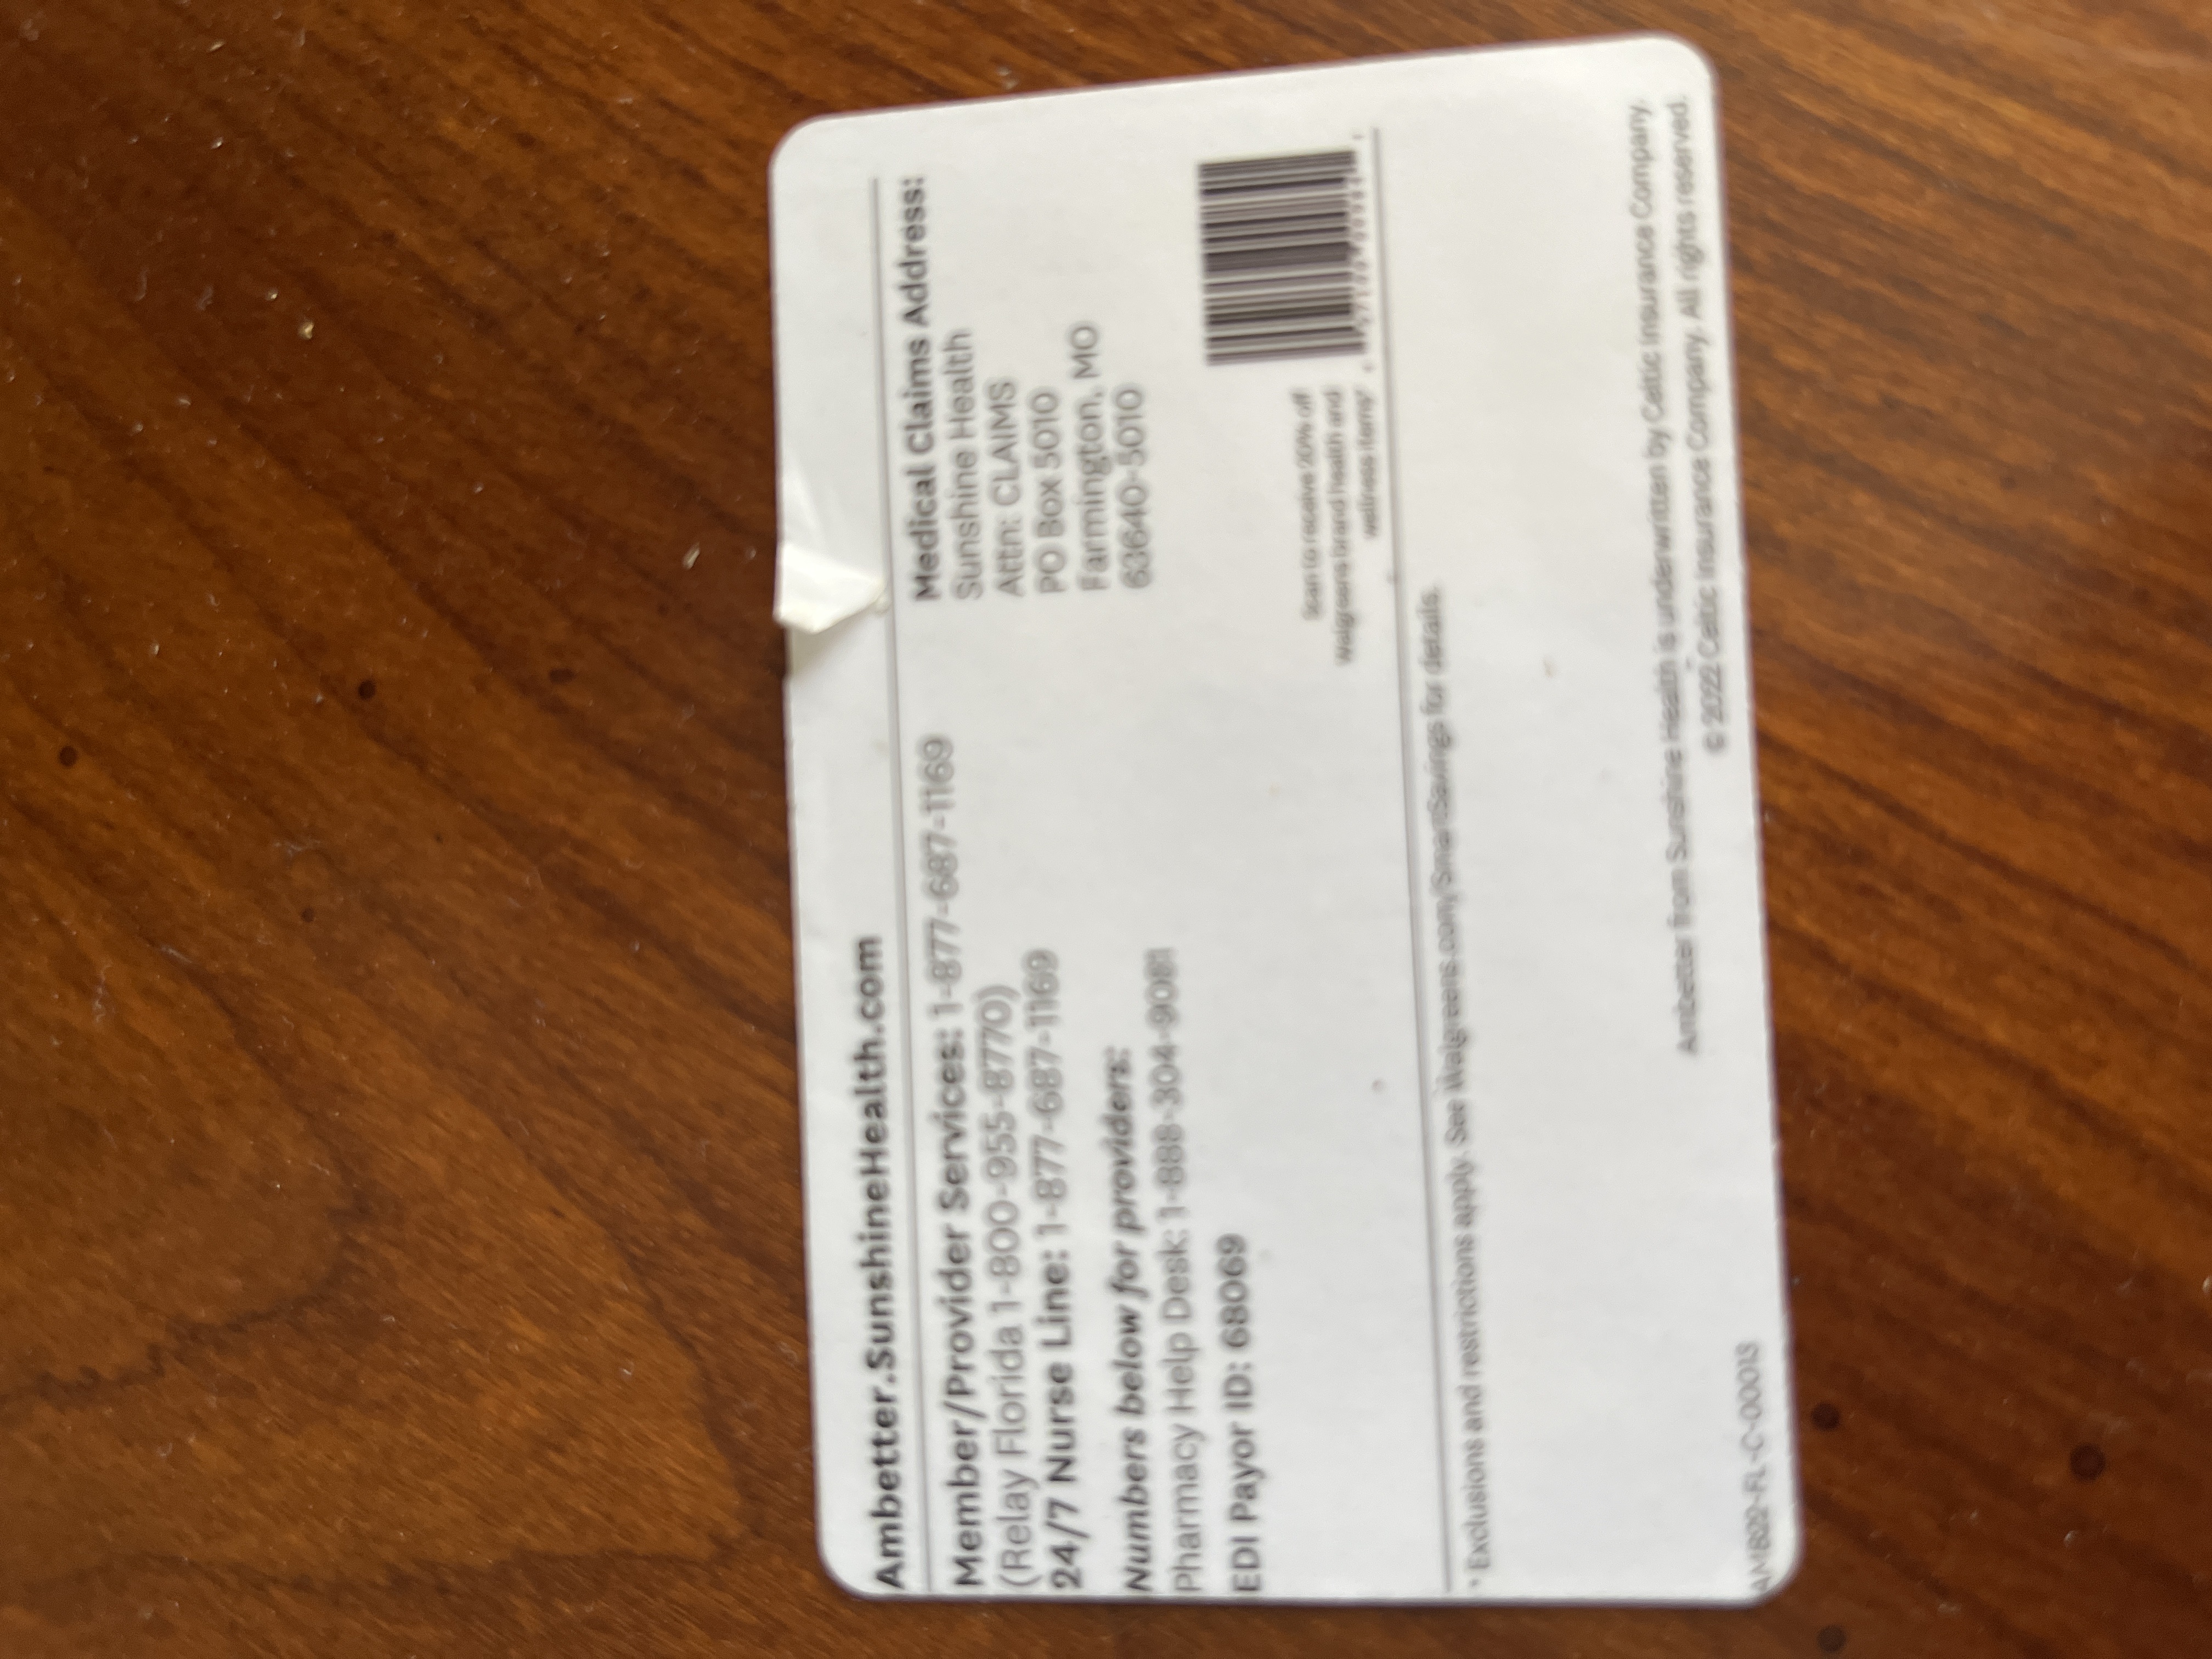 Ambetter.SunshineHealth.com
Member/Provider Services: 1-877-687-1169
(Relay Florida 1-800-955-8770)
24/7 Nurse Line: 1-877-687-1169
Numbers below for providers:
Pharmacy Help Desk: 1-888-304-9081
EDI Payor ID: 68069
Medical Claims Address:
Sunshine Health
Attn: CLAIMS
PO Box 5010
Farmington, MO
63640-5010
Scan to receive 20% off
Walgreens brand health and
wellness items*
* Exclusions and restrictions apply. See Walgreens.com/SmartSavings for details.
Ambetter from Sunshine Health is underwritten by Celtic Insurance Company.
© 2022 Celtic Insurance Company. All rights reserved.
AMB22-FL-C-00013